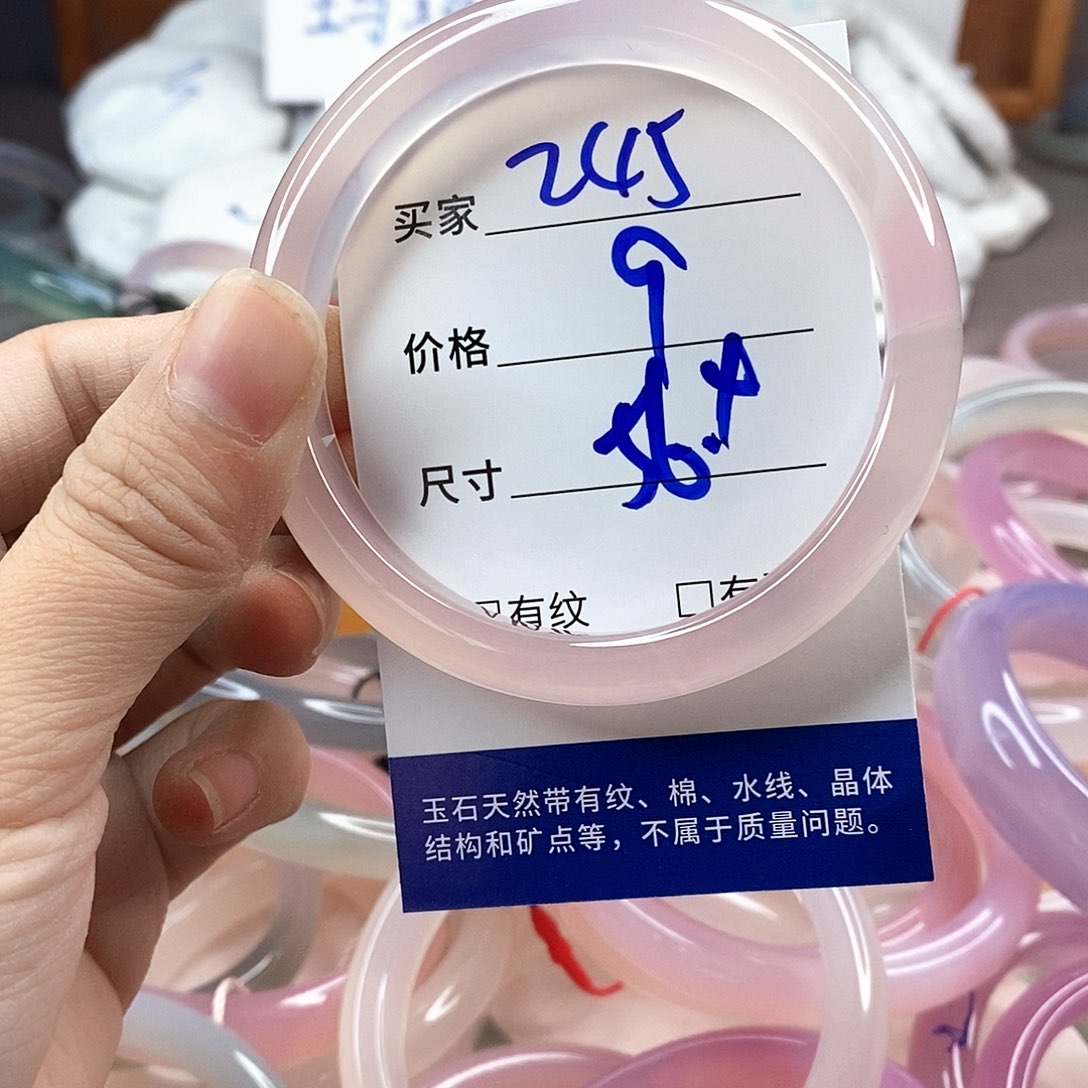 买家 245
价格 9
尺寸 56.4
有纹
有
玉石天然带有纹、棉、水线、晶体
结构和矿点等，不属于质量问题。